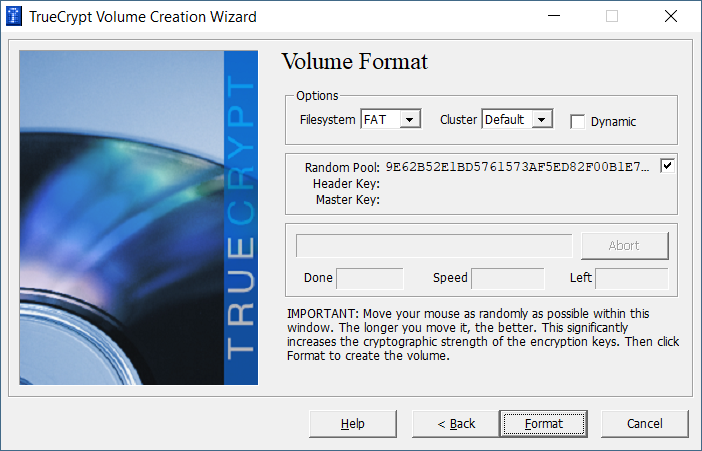 TrueCrypt Volume Creation Wizard
TRUECRYPT
Volume Format
Options
Filesystem FAT Cluster Default Dynamic
Random Pool: 9E62B52E1BD5761573AF5ED82F00B1E7...
Header Key:
Master Key:
Abort
Done Speed Left
IMPORTANT: Move your mouse as randomly as possible within this
window. The longer you move it, the better. This significantly
increases the cryptographic strength of the encryption keys. Then click
Format to create the volume.
Help < Back Format Cancel